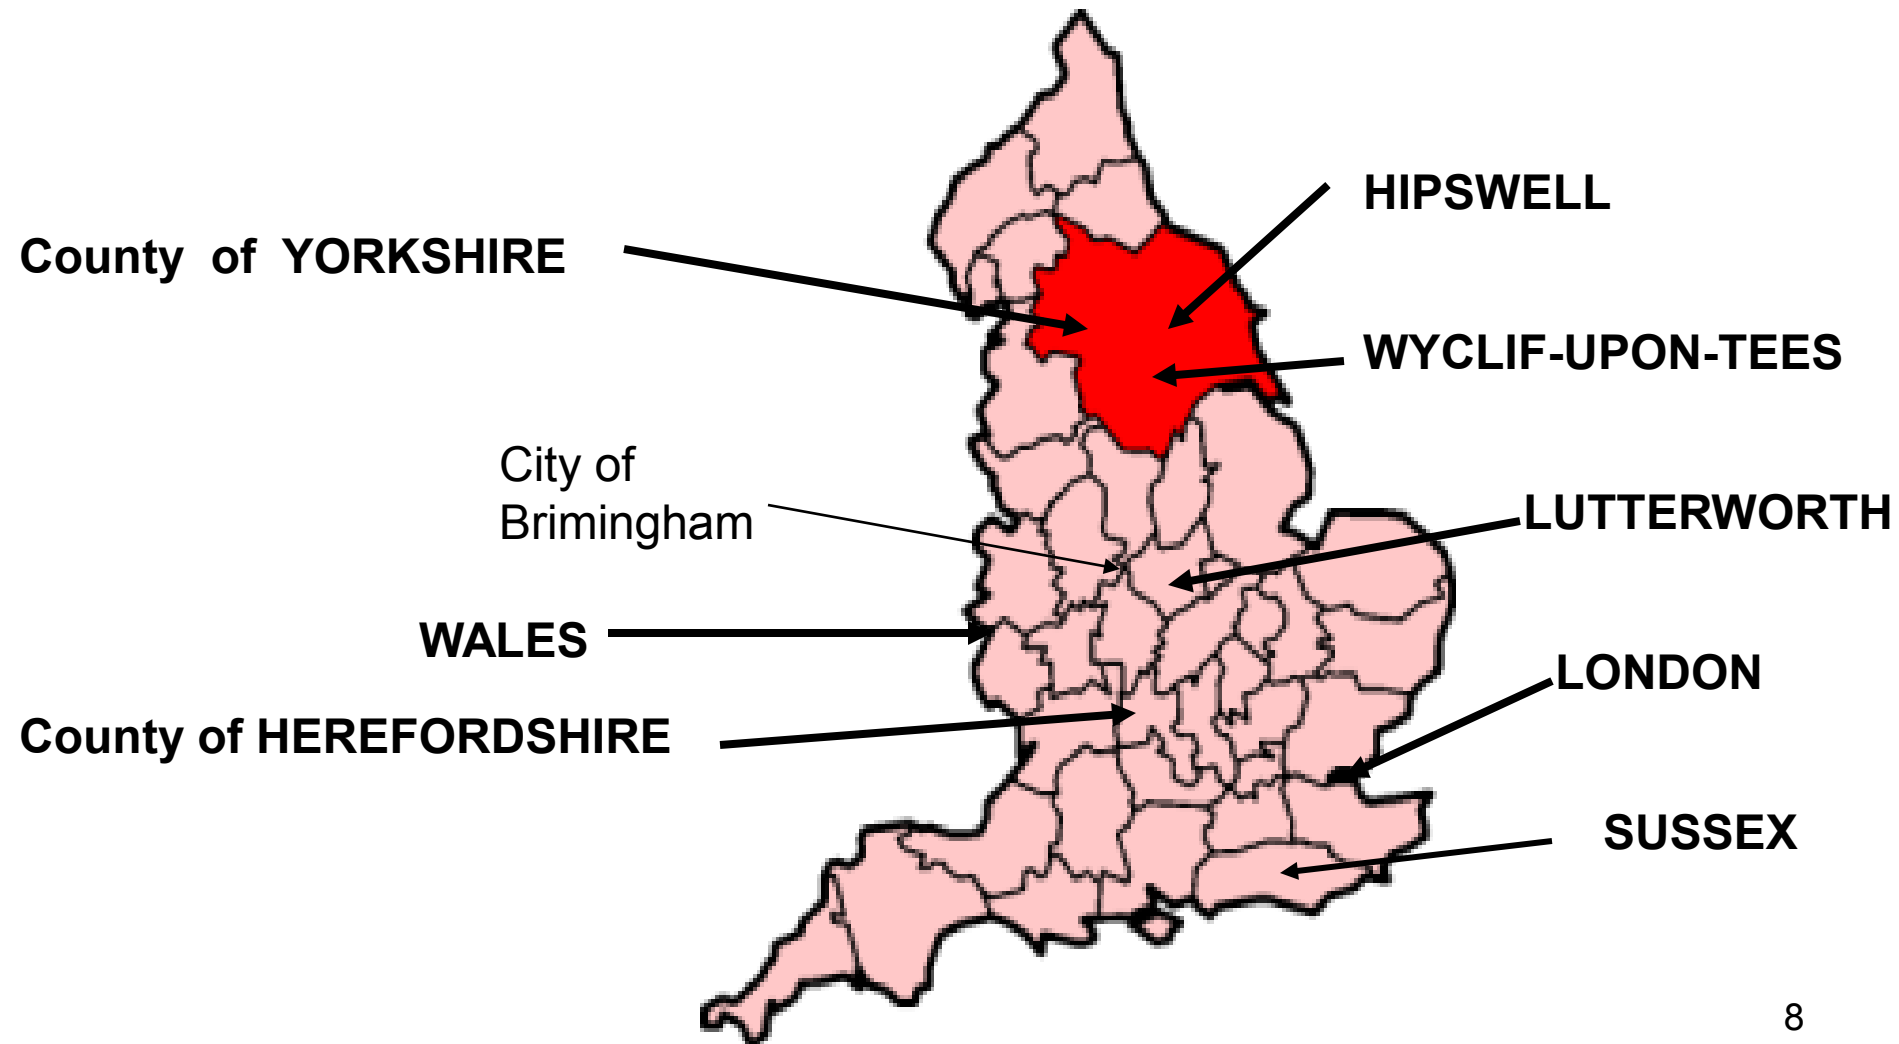 HIPSWELL
County of YORKSHIRE
WYCLIF-UPON-TEES
City of
Brimingham
LUTTERWORTH
WALES
LONDON
County of HEREFORDSHIRE
SUSSEX
8